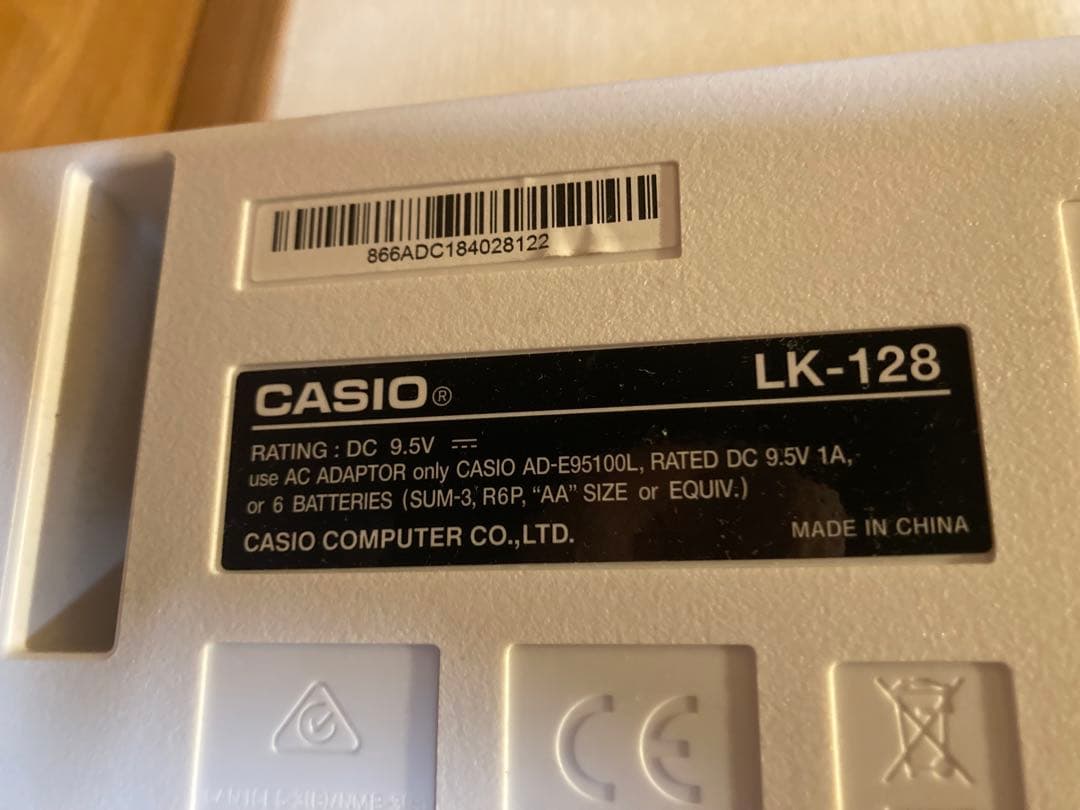 866ADC184028122
CASIO® LK-128
RATING : DC 9.5V ⎓
use AC ADAPTOR only CASIO AD-E95100L, RATED DC 9.5V 1A,
or 6 BATTERIES (SUM-3, R6P, “AA” SIZE or EQUIV.)
CASIO COMPUTER CO.,LTD. MADE IN CHINA
CE